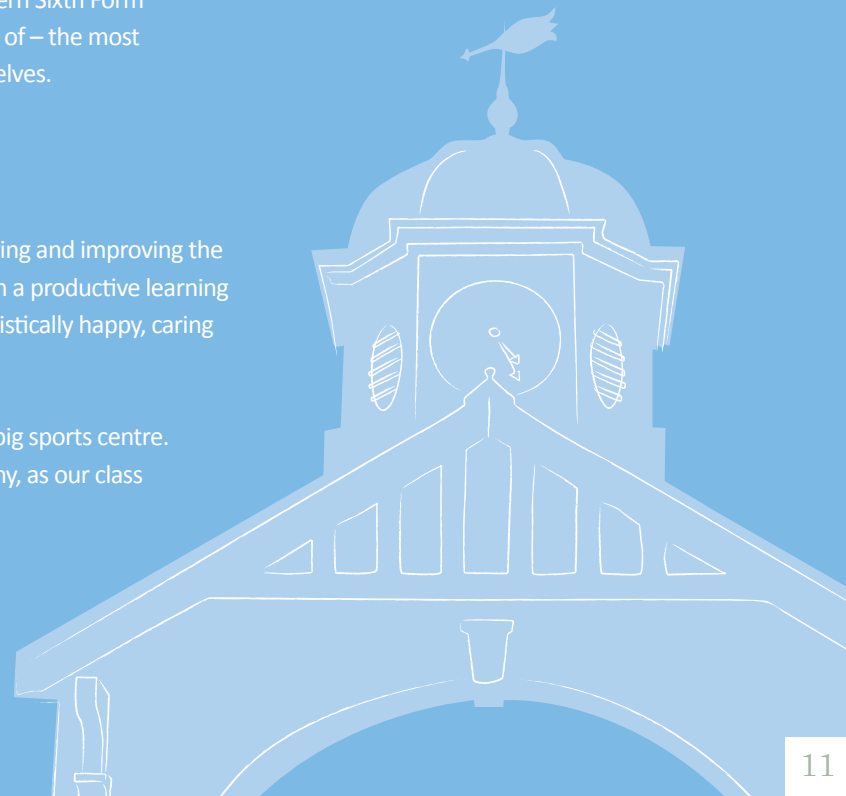 ern Sixth Form
of – the most
elves.
ing and improving the
n a productive learning
istically happy, caring
big sports centre.
ny, as our class
11